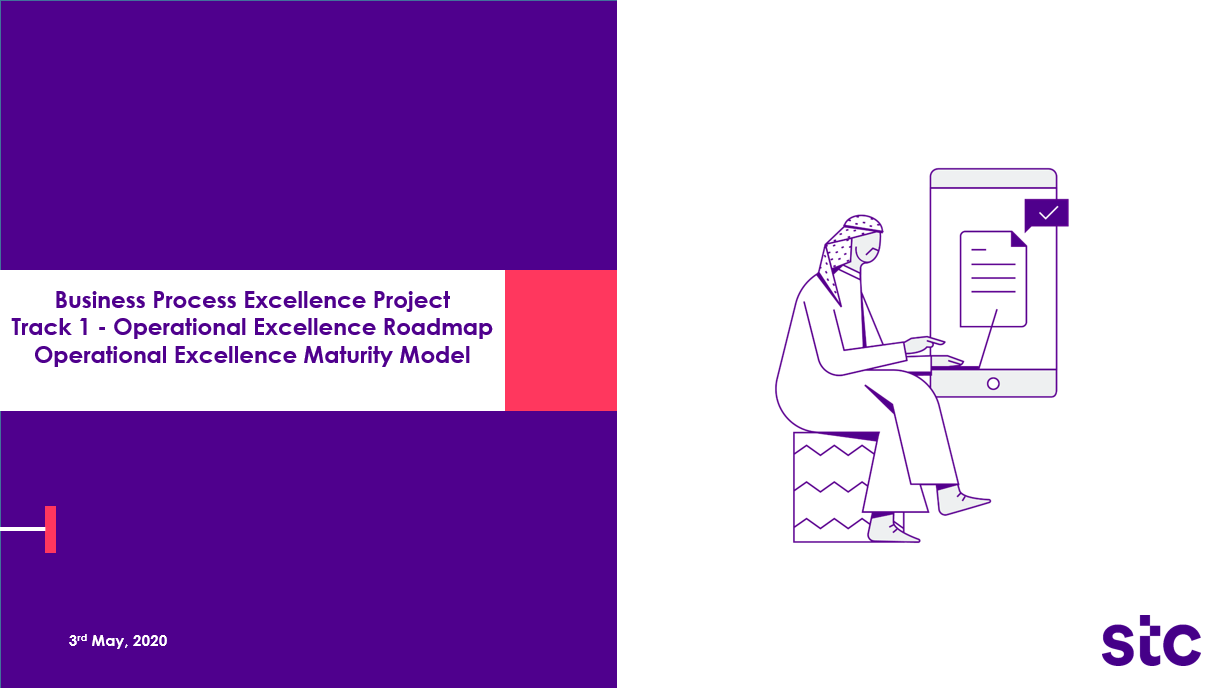 Business Process Excellence Project
Track 1 - Operational Excellence Roadmap
Operational Excellence Maturity Model
3rd May, 2020
stc